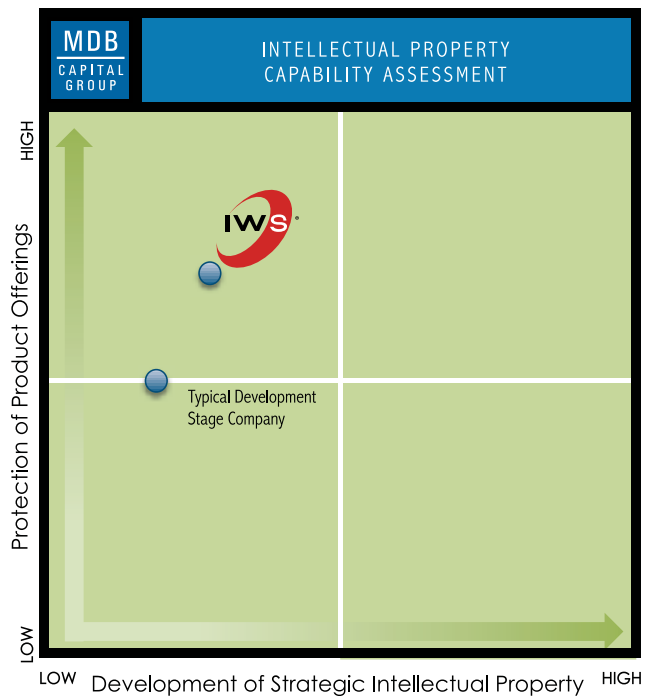 MDB
CAPITAL
GROUP
INTELLECTUAL PROPERTY
CAPABILITY ASSESSMENT
HIGH
Protection of Product Offerings
LOW
IWS
Typical Development
Stage Company
LOW
Development of Strategic Intellectual Property
HIGH